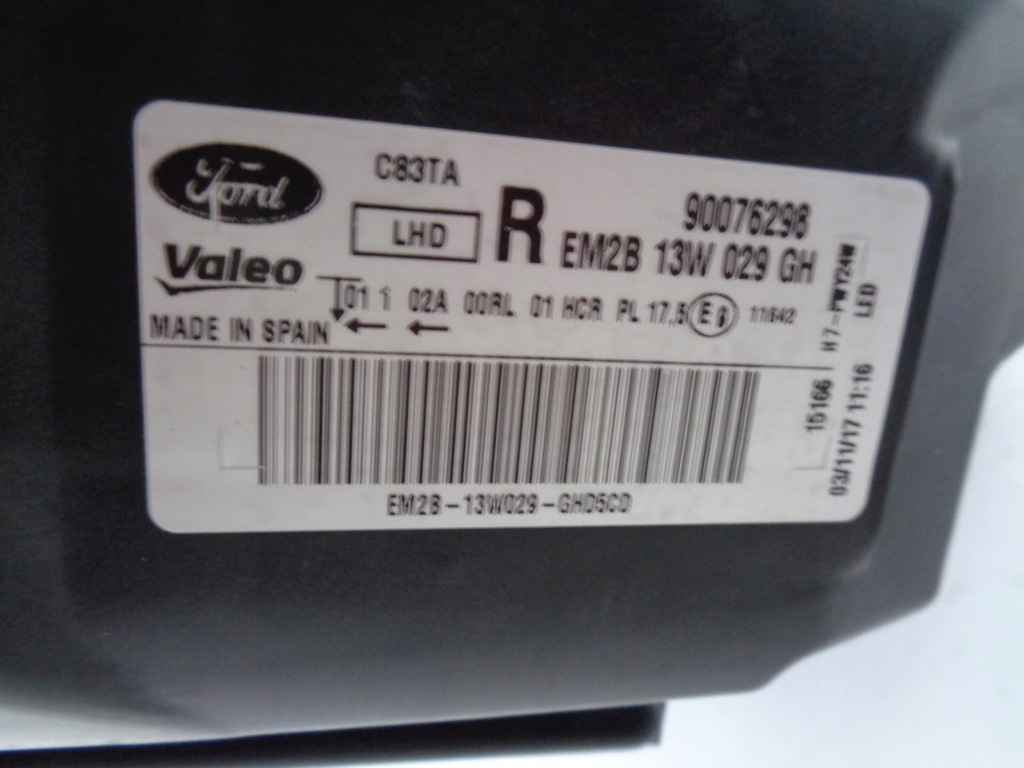 Ford
C83TA
Valeo
LHD
R
90076298
EM2B 13W 029 GH
01 1 02A 00RL 01 HCR PL 17.5 E9 11642
MADE IN SPAIN
EM2B-13W029-GHD5CD
15166 H7-PWY24W
03/11/17 11:16 LED